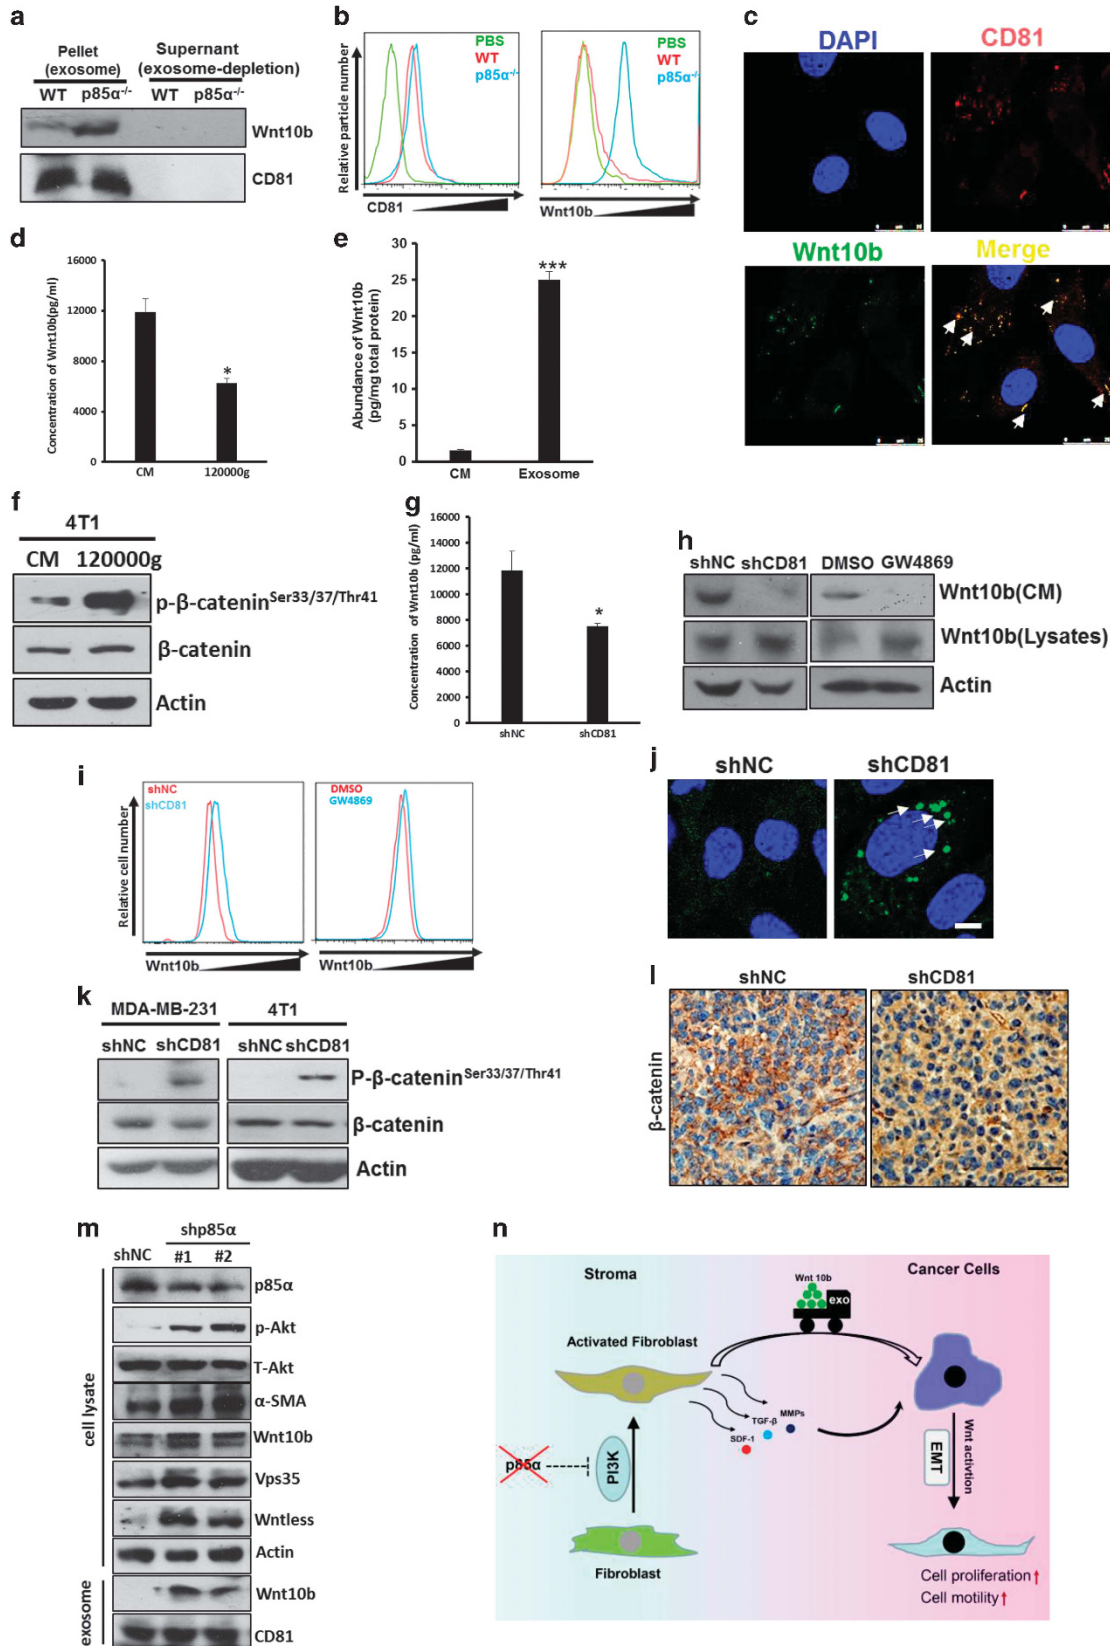 a
Pellet
(exosome)
Supernant
(exosome-depletion)
WT p85α-/- WT p85α-/-
Wnt10b
CD81
b
Relative particle number
PBS
WT
p85α-/-
CD81
PBS
WT
p85α-/-
Wnt10b
c
DAPI
CD81
Wnt10b
Merge
d
Concentration of Wnt10b(pg/ml)
16000
12000
8000
4000
0
*
CM
120000g
e
Abundance of Wnt10b
(pg/mg total protein)
30
25
20
15
10
5
0
***
CM
Exosome
f
4T1
CM 120000g
p-β-cateninSer33/37/Thr41
β-catenin
Actin
g
Concentration of Wnt10b (pg/ml)
16000
14000
12000
10000
8000
6000
4000
2000
0
*
shNC
shCD81
h
shNC shCD81 DMSO GW4869
Wnt10b(CM)
Wnt10b(Lysates)
Actin
i
Relative cell number
shNC
shCD81
Wnt10b
DMSO
GW4869
Wnt10b
j
shNC
shCD81
k
MDA-MB-231
4T1
shNC shCD81 shNC shCD81
P-β-cateninSer33/37/Thr41
β-catenin
Actin
l
shNC
shCD81
β-catenin
m
shp85α
shNC #1 #2
cell lysate
p85α
p-Akt
T-Akt
α-SMA
Wnt10b
Vps35
Wntless
Actin
exosome
Wnt10b
CD81
n
Stroma
Cancer Cells
Wnt 10b
exo
Activated Fibroblast
SDF-1
TGF-β
MMPs
p85α
PI3K
Fibroblast
EMT
Wnt activtion
Cell proliferation↑
Cell motility↑